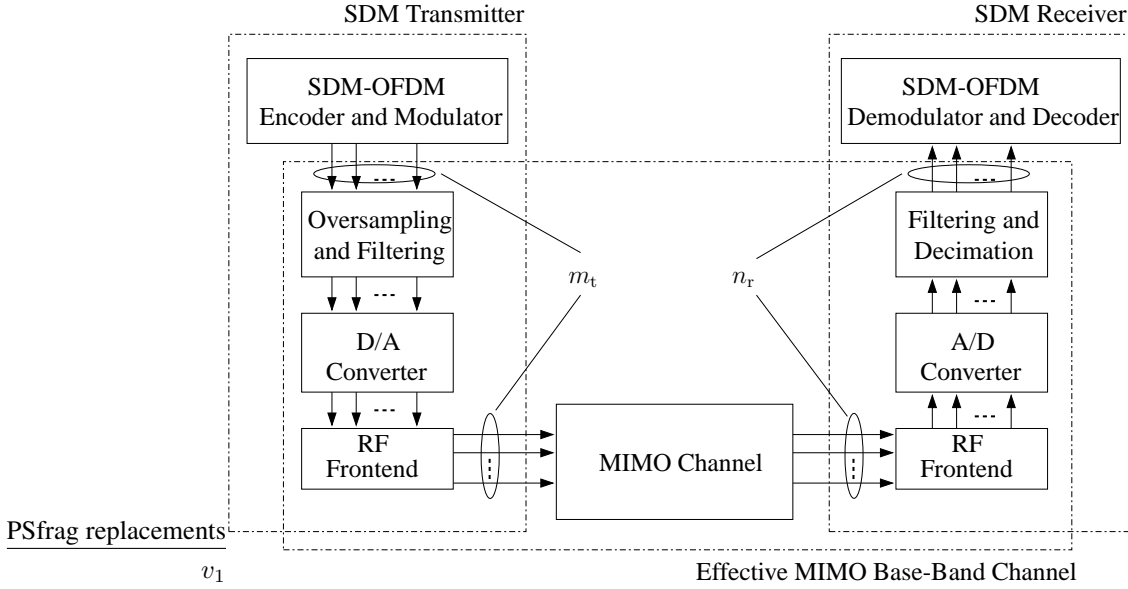 SDM Transmitter
SDM Receiver
SDM-OFDM
Encoder and Modulator
SDM-OFDM
Demodulator and Decoder
Oversampling
and Filtering
Filtering and
Decimation
m_t
n_r
D/A
Converter
A/D
Converter
RF
Frontend
MIMO Channel
RF
Frontend
PSfrag replacements
v_1
Effective MIMO Base-Band Channel